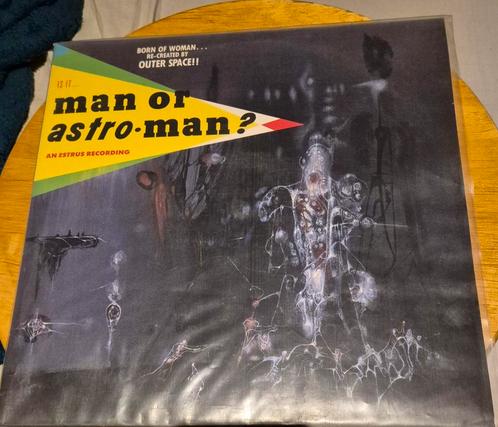 BORN OF WOMAN...
RE-CREATED BY
OUTER SPACE!!
IS IT...
man or
astro-man?
AN ESTRUS RECORDING